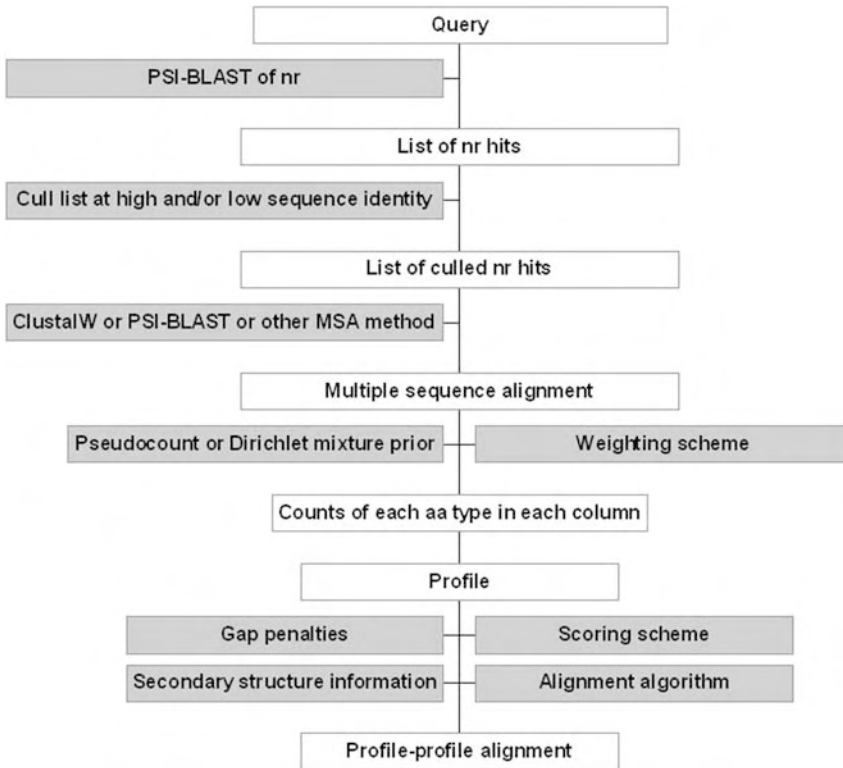 Query
PSI-BLAST of nr
List of nr hits
Cull list at high and/or low sequence identity
List of culled nr hits
ClustalW or PSI-BLAST or other MSA method
Multiple sequence alignment
Pseudocount or Dirichlet mixture prior
Weighting scheme
Counts of each aa type in each column
Profile
Gap penalties
Scoring scheme
Secondary structure information
Alignment algorithm
Profile-profile alignment